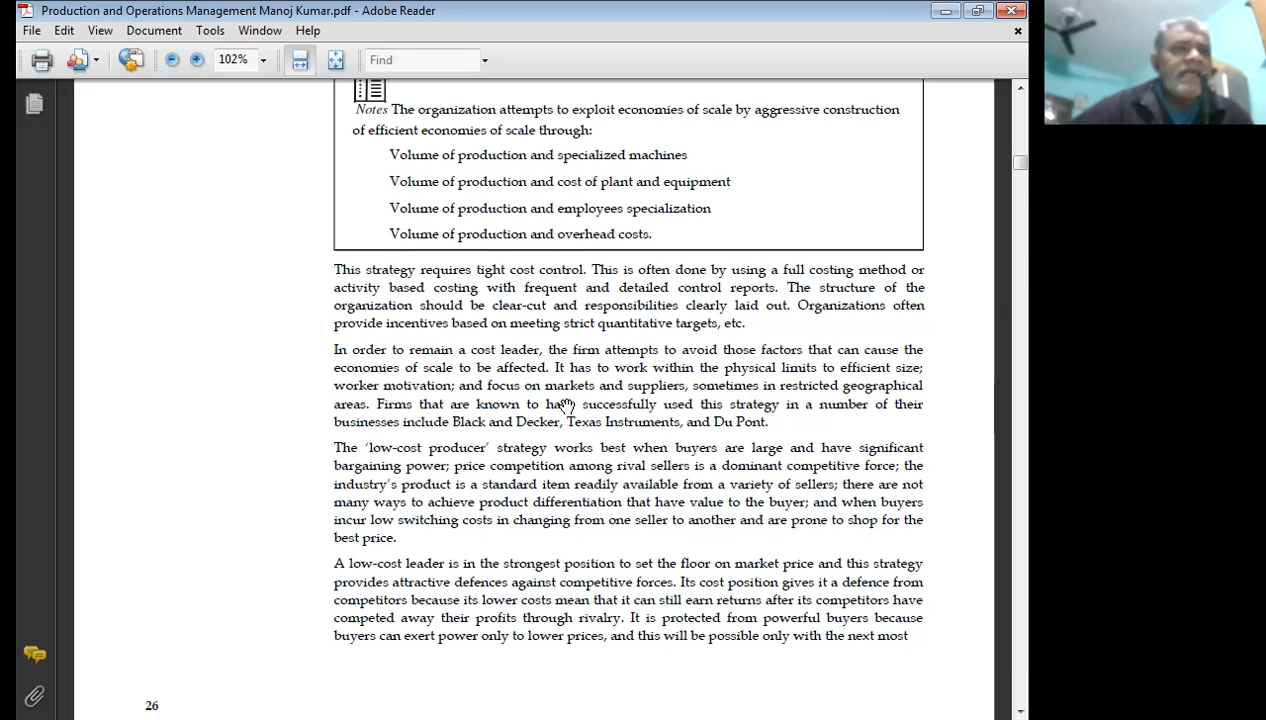 Production and Operations Management Manoj Kumar.pdf - Adobe Reader
File Edit View Document Tools Window Help
102% Find
Notes The organization attempts to exploit economies of scale by aggressive construction
of efficient economies of scale through:
Volume of production and specialized machines
Volume of production and cost of plant and equipment
Volume of production and employees specialization
Volume of production and overhead costs.
This strategy requires tight cost control. This is often done by using a full costing method or
activity based costing with frequent and detailed control reports. The structure of the
organization should be clear-cut and responsibilities clearly laid out. Organizations often
provide incentives based on meeting strict quantitative targets, etc.
In order to remain a cost leader, the firm attempts to avoid those factors that can cause the
economies of scale to be affected. It has to work within the physical limits to efficient size;
worker motivation; and focus on markets and suppliers, sometimes in restricted geographical
areas. Firms that are known to successfully used this strategy in a number of their
businesses include Black and Decker, Texas Instruments, and Du Pont.
The ‘low-cost producer’ strategy works best when buyers are large and have significant
bargaining power; price competition among rival sellers is a dominant competitive force; the
industry’s product is a standard item readily available from a variety of sellers; there are not
many ways to achieve product differentiation that have value to the buyer; and when buyers
incur low switching costs in changing from one seller to another and are prone to shop for the
best price.
A low-cost leader is in the strongest position to set the floor on market price and this strategy
provides attractive defences against competitive forces. Its cost position gives it a defence from
competitors because its lower costs mean that it can still earn returns after its competitors have
competed away their profits through rivalry. It is protected from powerful buyers because
buyers can exert power only to lower prices, and this will be possible only with the next most
26